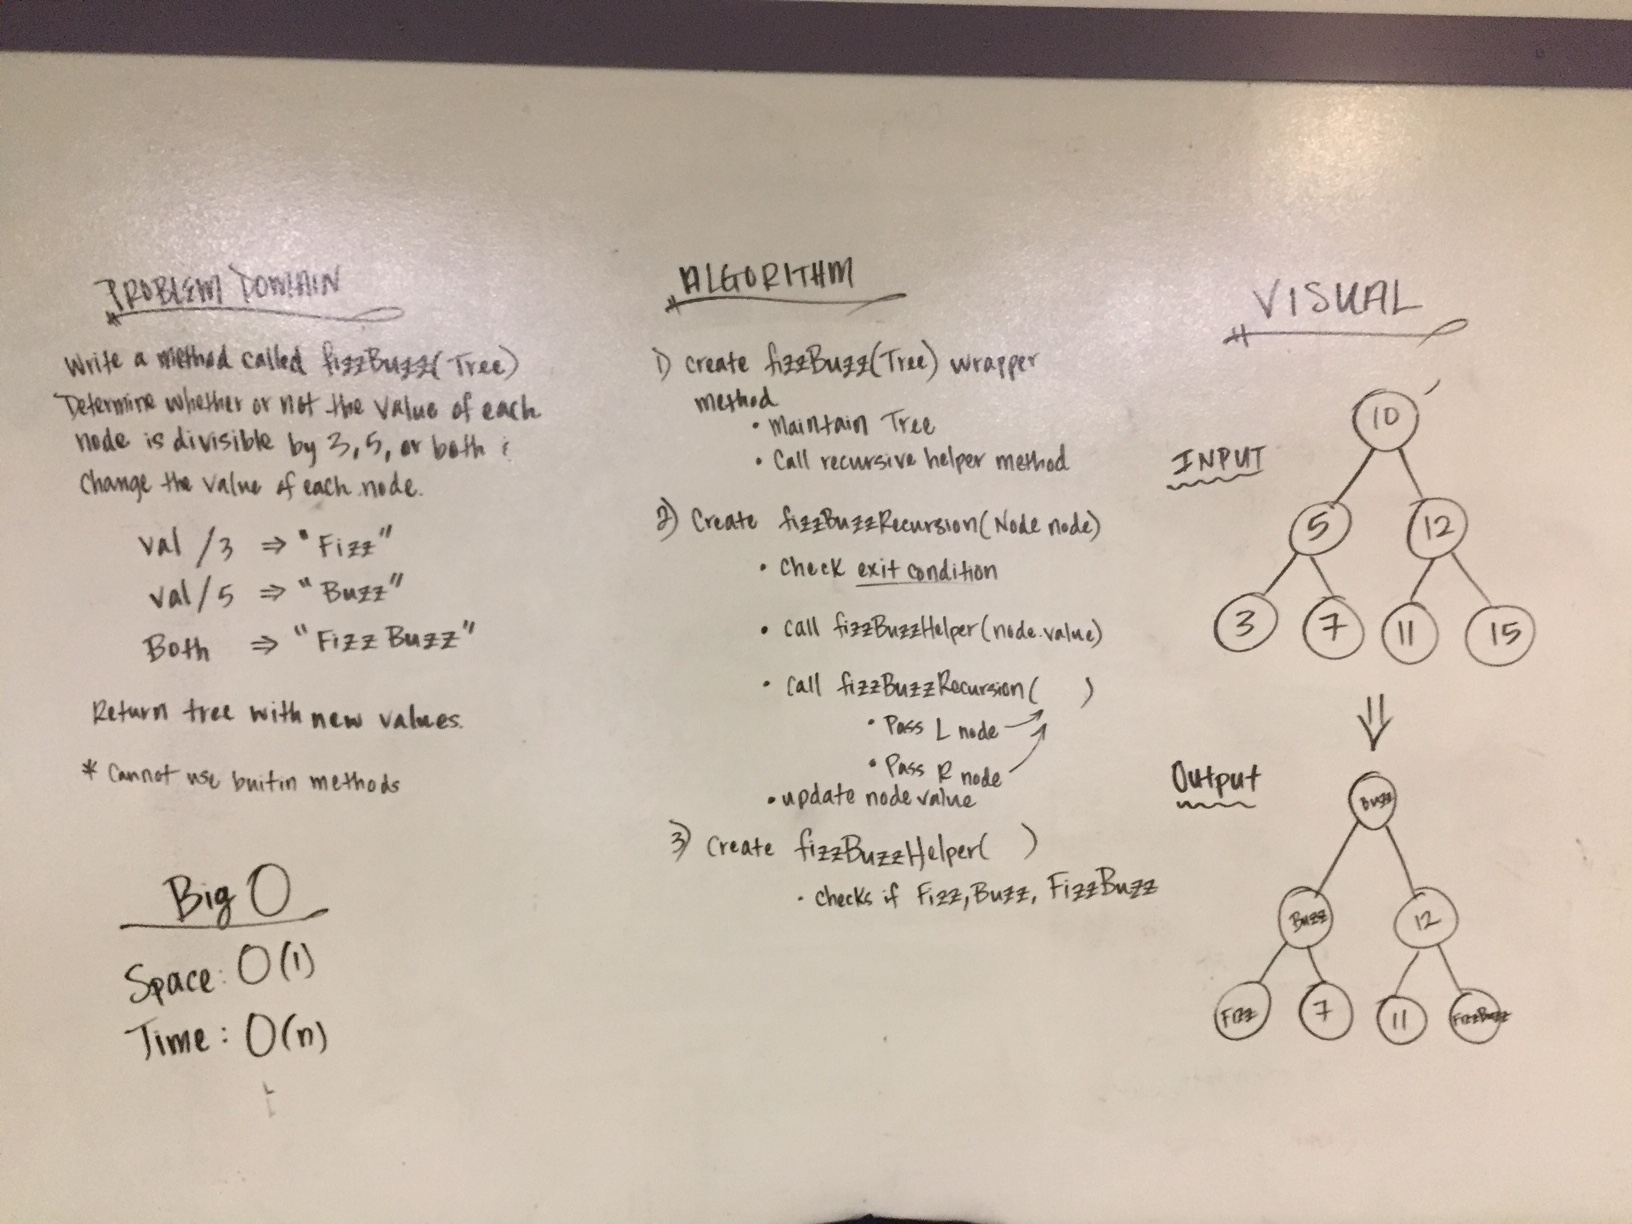 PROBLEM DOMAIN
Write a method called fizzBuzz(Tree)
Determine whether or not the value of each
node is divisible by 3, 5, or both &
change the value of each node.
val /3 ⇒ "Fizz"
val/5 ⇒ "Buzz"
Both ⇒ "FizzBuzz"
Return tree with new values.
* Cannot use builtin methods
Big O
Space: O(1)
Time: O(n)
ALGORITHM
1) Create fizzBuzz(Tree) wrapper
method
• Maintain Tree
• Call recursive helper method
2) Create fizzBuzzRecursion(Node node)
• Check exit condition
• call fizzBuzzHelper(node.value)
• call fizzBuzzRecursion( )
• Pass L node
• Pass R node
• update node value
3) Create fizzBuzzHelper( )
• checks if Fizz, Buzz, FizzBuzz
VISUAL
INPUT
10
5 12
3 7 11 15
Output
Buzz
Buzz 12
Fizz 7 11 FizzBuzz